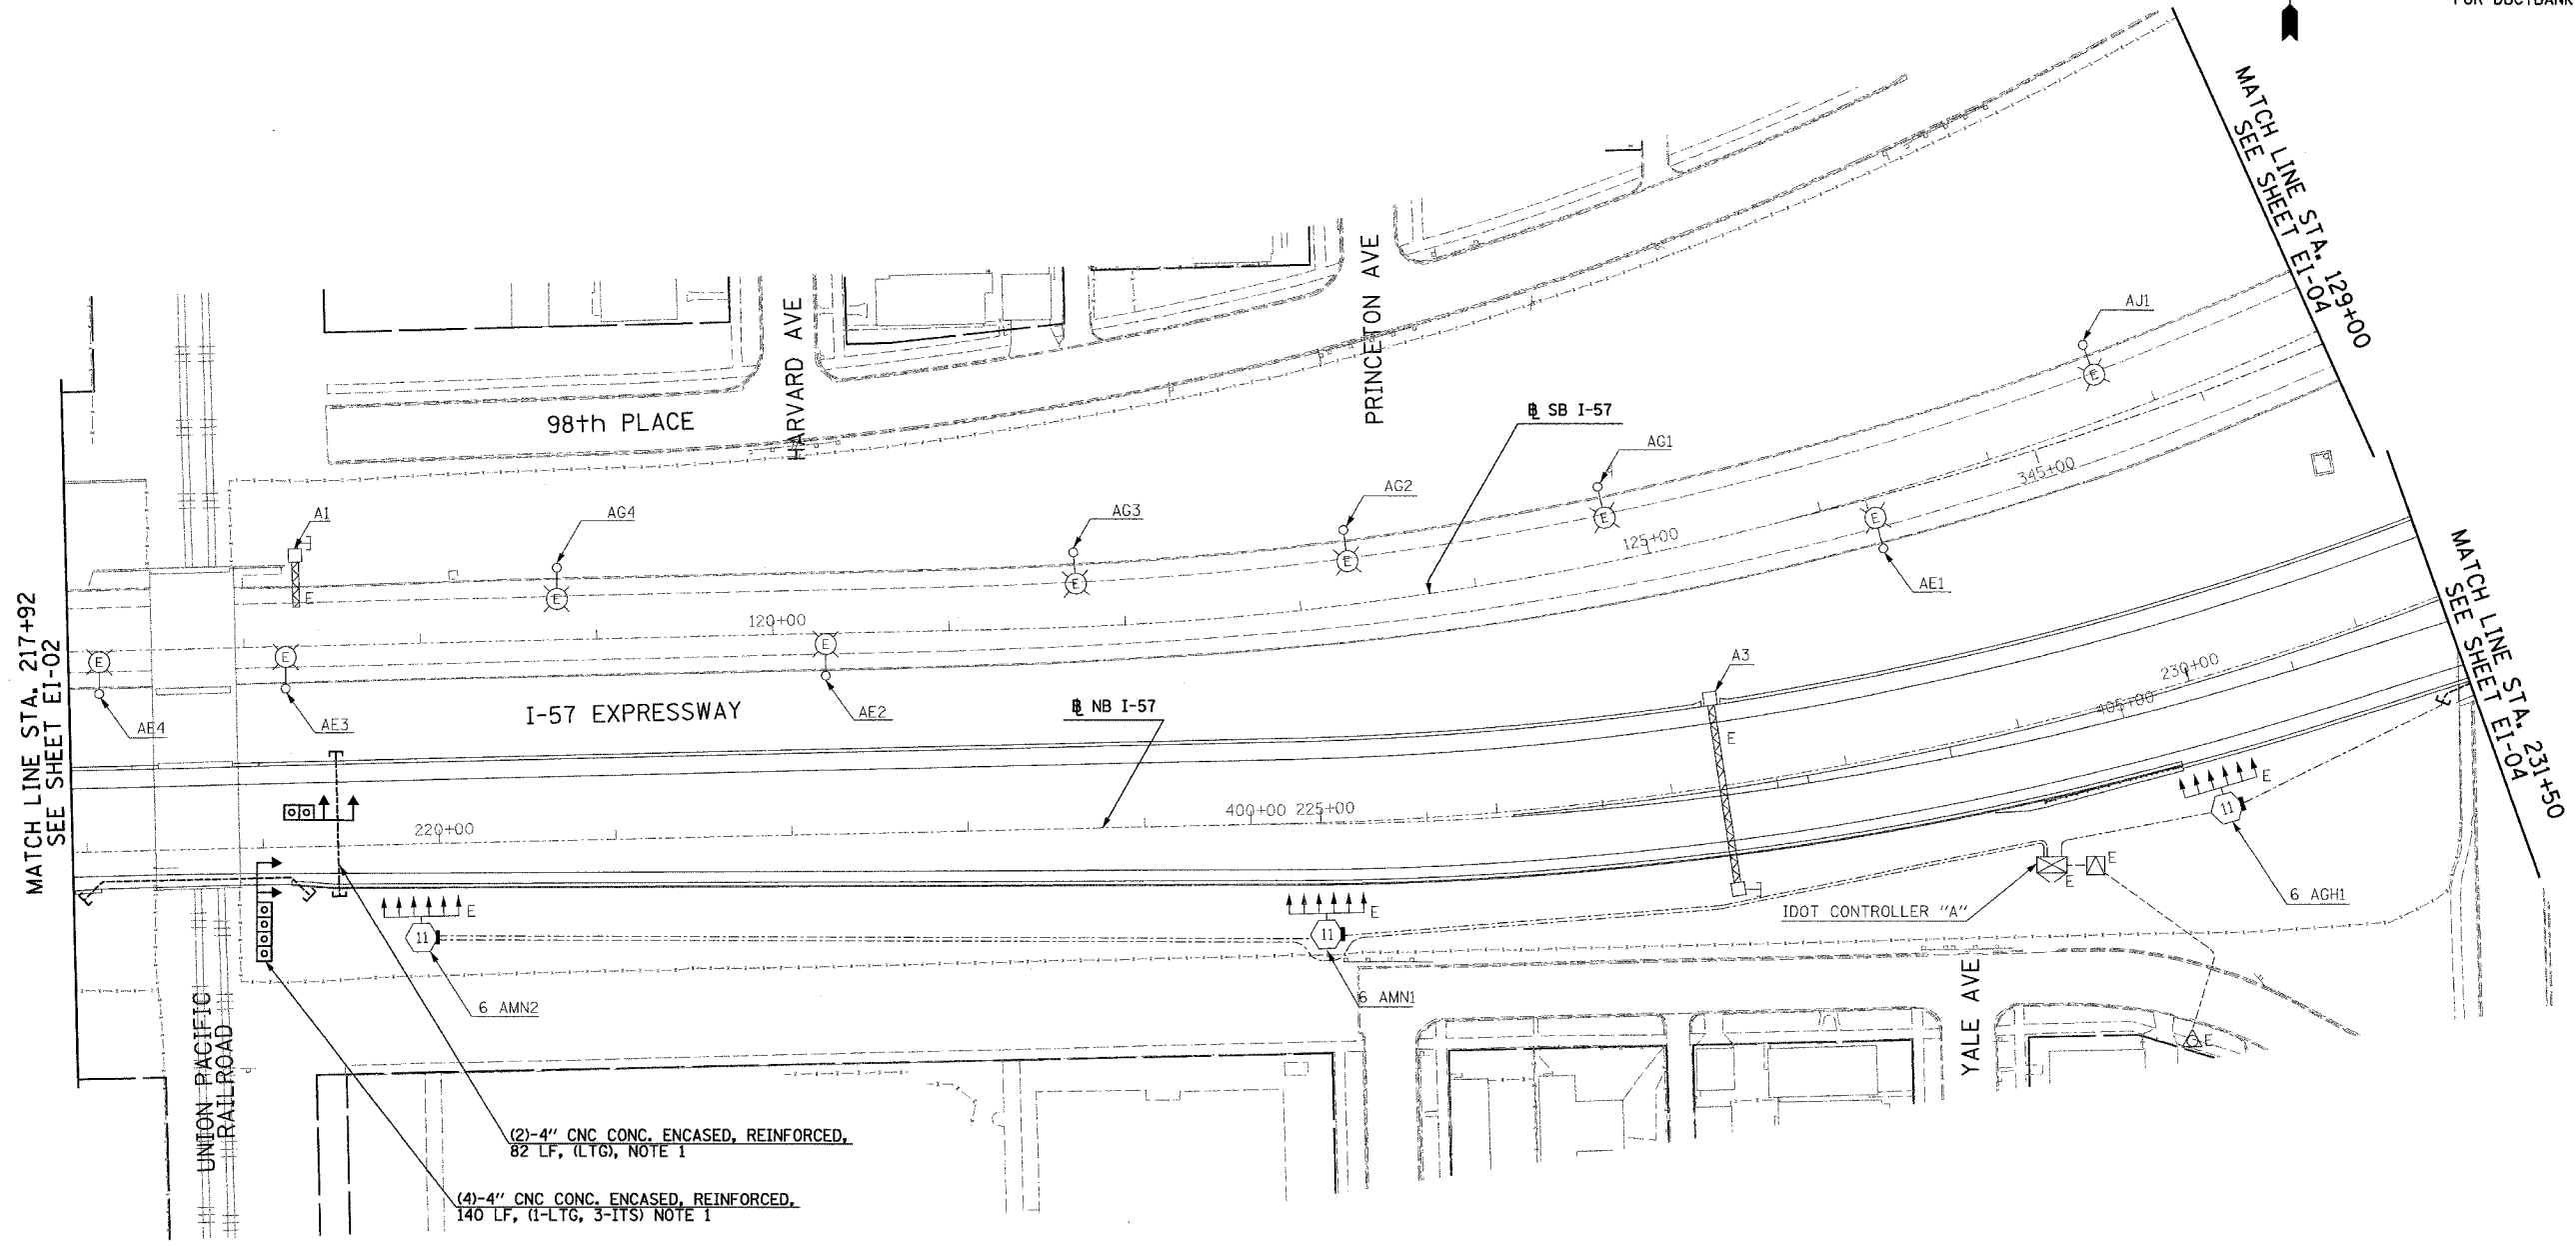 FOR DUCTBANK
MATCH LINE STA. 129+00
SEE SHEET EI-04
AJ1
HARVARD AVE
PRINCETON AVE
98th PLACE
℄ SB I-57
AG1
AG2
AG3
AG4
A1
E
E
E
E
E
E
E
345+00
125+00
120+00
AE1
E
E
E
AE4
AE3
AE2
I-57 EXPRESSWAY
℄ NB I-57
A3
E
230+00
405+00
MATCH LINE STA. 217+92
SEE SHEET EI-02
MATCH LINE STA. 231+50
SEE SHEET EI-04
220+00
400+00 225+00
E
11
6 AGH1
E
E
IDOT CONTROLLER "A"
E
11
6 AMN2
E
11
6 AMN1
YALE AVE
E
UNION PACIFIC
RAILROAD
(2)-4" CNC CONC. ENCASED, REINFORCED,
82 LF, (LTG), NOTE 1
(4)-4" CNC CONC. ENCASED, REINFORCED,
140 LF, (1-LTG, 3-ITS) NOTE 1